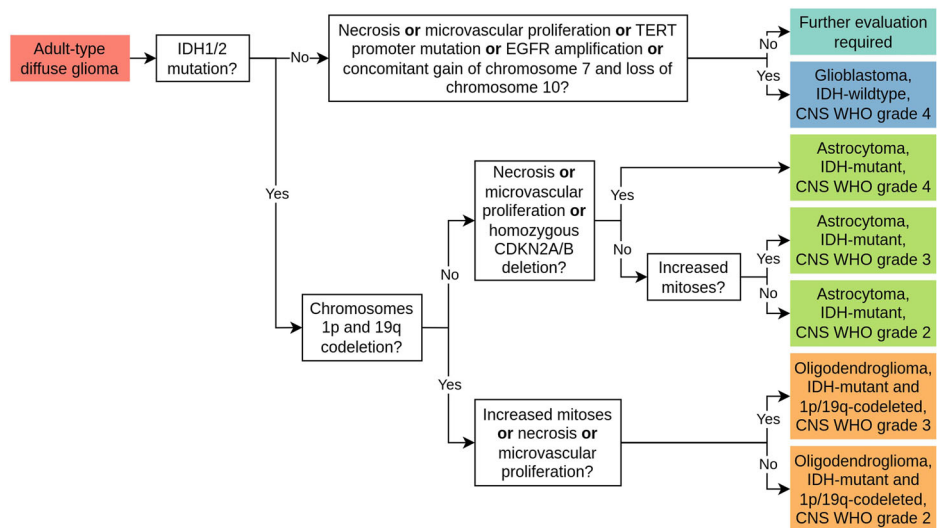 Adult-type
diffuse glioma
IDH1/2
mutation?
No
Necrosis or microvascular proliferation or TERT
promoter mutation or EGFR amplification or
concomitant gain of chromosome 7 and loss of
chromosome 10?
No
Further evaluation
required
Yes
Glioblastoma,
IDH-wildtype,
CNS WHO grade 4
Yes
Chromosomes
1p and 19q
codeletion?
No
Necrosis or
microvascular
proliferation or
homozygous
CDKN2A/B
deletion?
Yes
Astrocytoma,
IDH-mutant,
CNS WHO grade 4
No
Increased
mitoses?
Yes
Astrocytoma,
IDH-mutant,
CNS WHO grade 3
No
Astrocytoma,
IDH-mutant,
CNS WHO grade 2
Yes
Increased mitoses
or necrosis or
microvascular
proliferation?
Yes
Oligodendroglioma,
IDH-mutant and
1p/19q-codeleted,
CNS WHO grade 3
No
Oligodendroglioma,
IDH-mutant and
1p/19q-codeleted,
CNS WHO grade 2